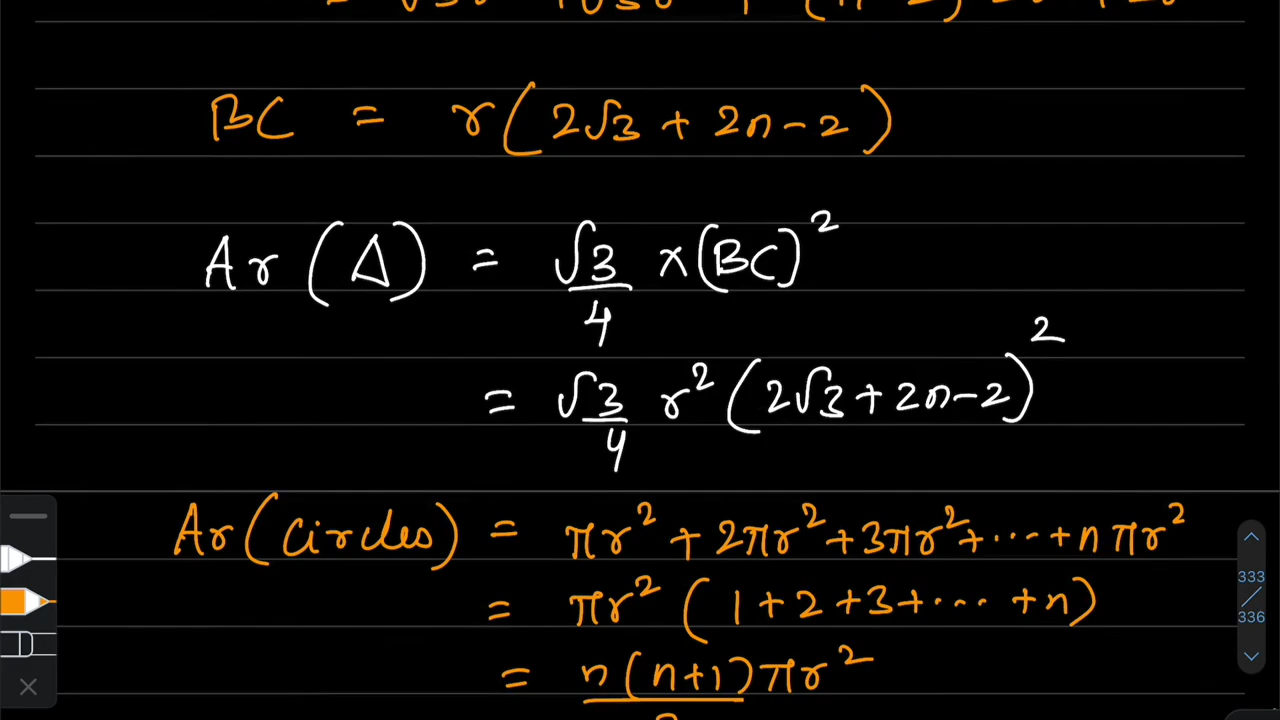 BC = r(2√3 + 2n - 2)
Ar(Δ) = √3/4 × (BC)²
= √3/4 r² (2√3 + 2n - 2)²
Ar(circles) = πr² + 2πr² + 3πr² + ... + nπr²
= πr² (1 + 2 + 3 + ... + n)
= n(n+1)πr²
333
336